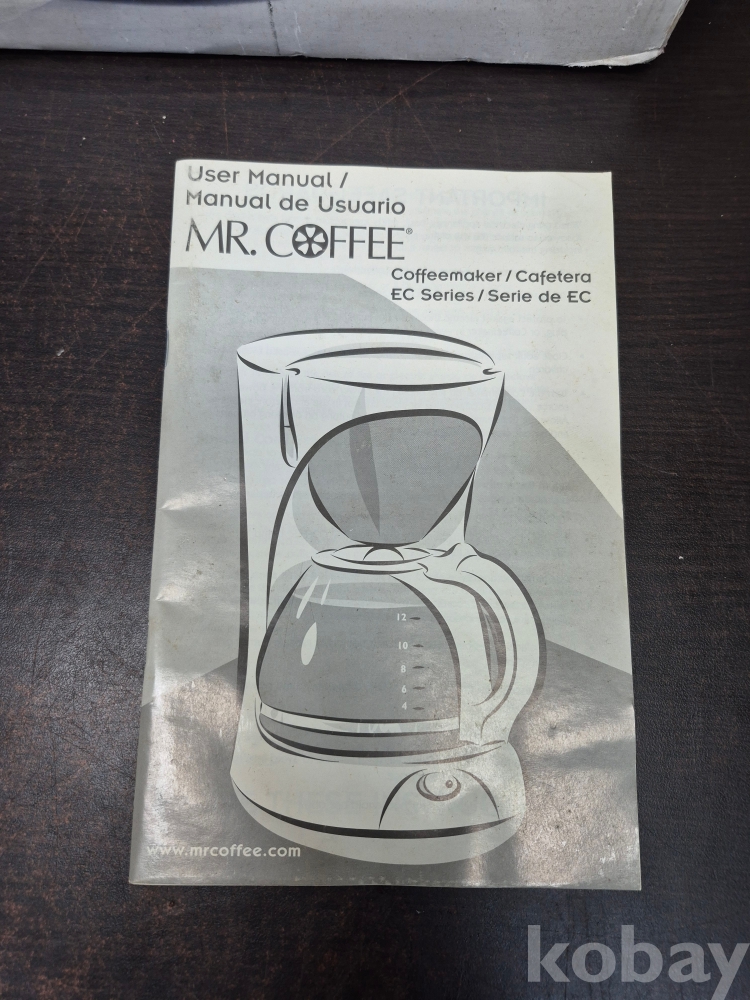 User Manual /
Manual de Usuario
MR. COFFEE®
Coffeemaker / Cafetera
EC Series / Serie de EC
12
10
8
6
4
www.mrcoffee.com
kobay